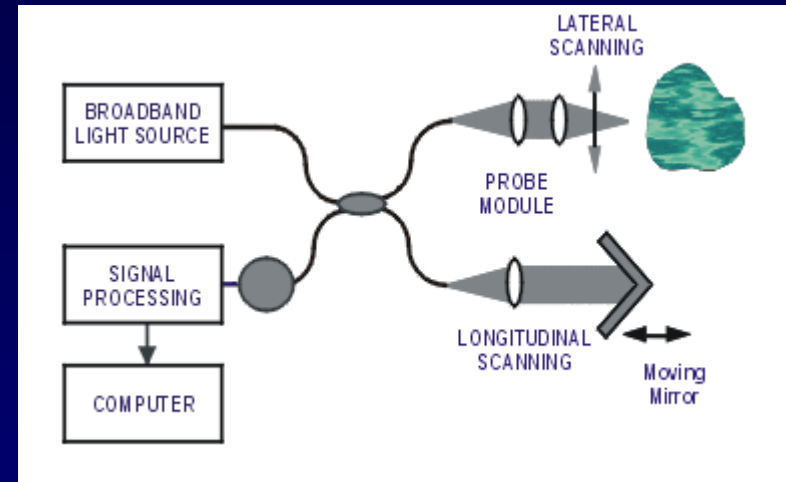 LATERAL
SCANNING
BROADBAND
LIGHT SOURCE
PROBE
MODULE
SIGNAL
PROCESSING
LONGITUDINAL
SCANNING
Moving
Mirror
COMPUTER